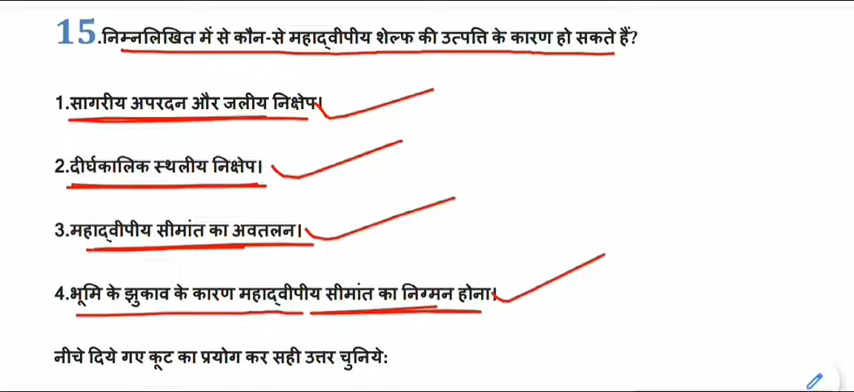 15.निम्नलिखित में से कौन-से महाद्वीपीय शेल्फ की उत्पत्ति के कारण हो सकते हैं?
1.सागरीय अपरदन और जलीय निक्षेप।
2.दीर्घकालिक स्थलीय निक्षेप।
3.महाद्वीपीय सीमांत का अवतलन।
4.भूमि के झुकाव के कारण महाद्वीपीय सीमांत का निग्मन होना।
नीचे दिये गए कूट का प्रयोग कर सही उत्तर चुनिये: